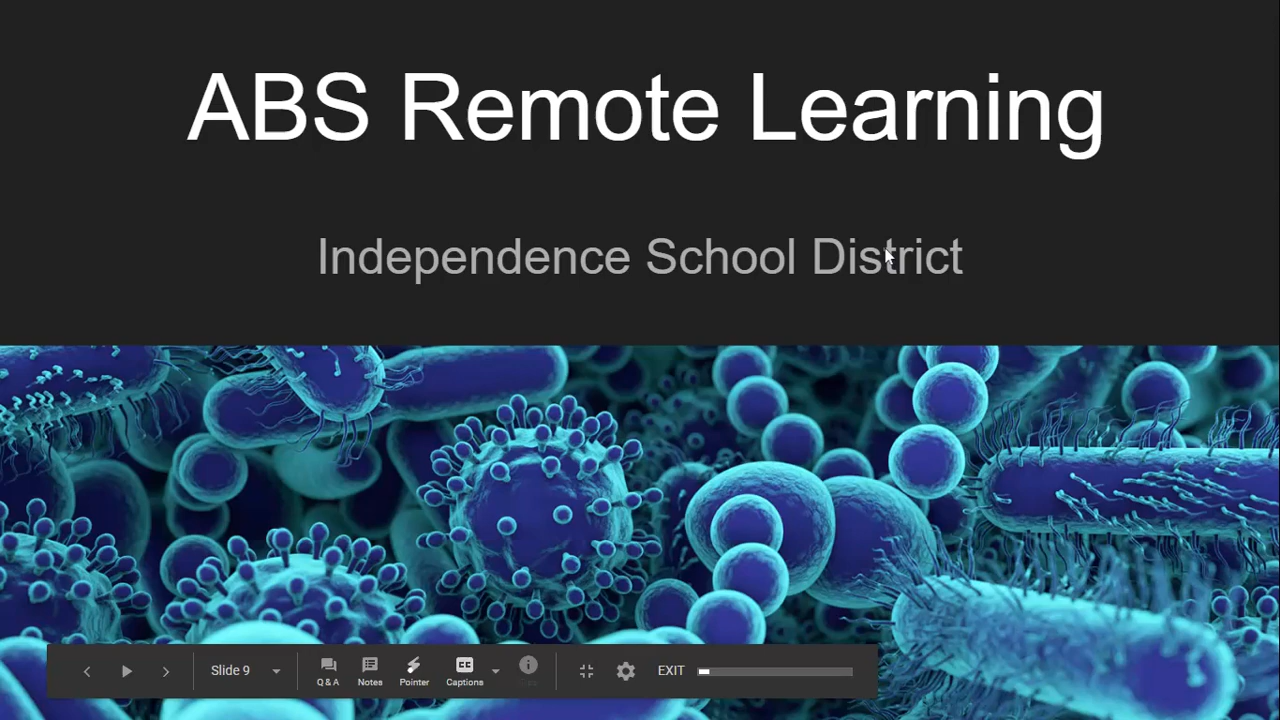 ABS Remote Learning
Independence School District
Slide 9
Q & A
Notes
Pointer
Captions
EXIT